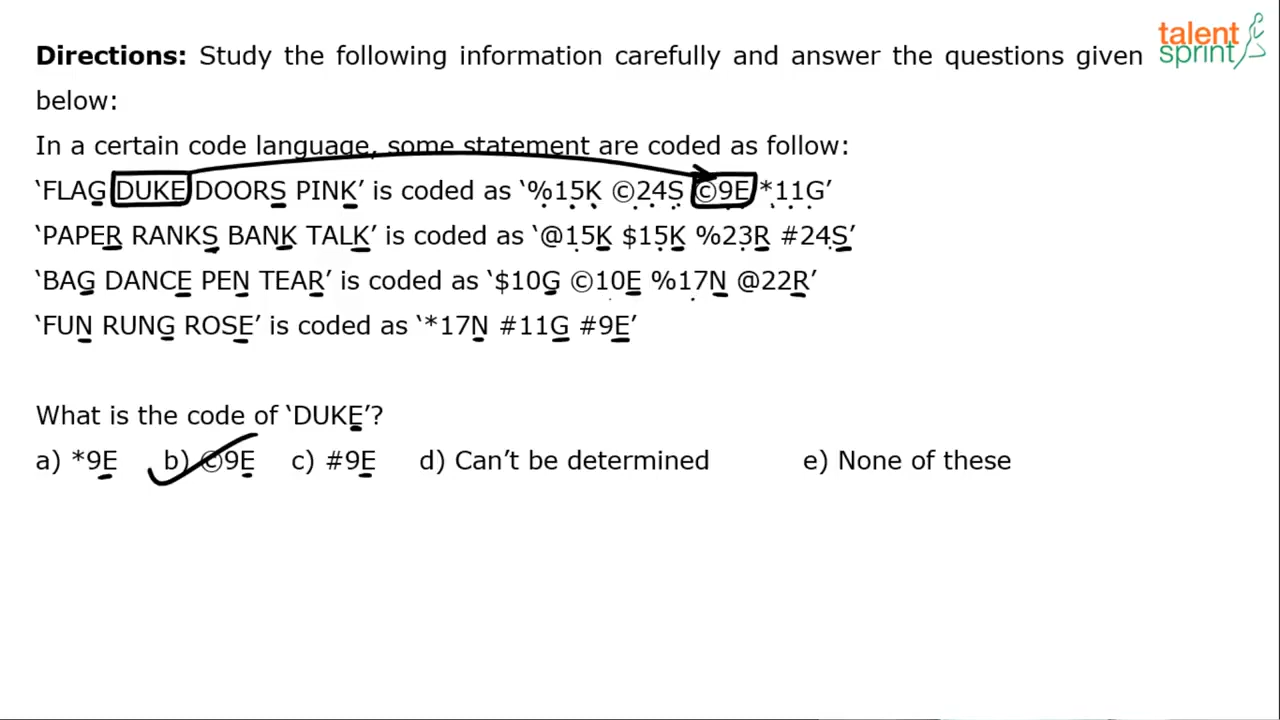 talent
sprint
Directions: Study the following information carefully and answer the questions given
below:
In a certain code language, some statement are coded as follow:
‘FLAG DUKE DOORS PINK’ is coded as ‘%15K ©24S ©9E *11G’
‘PAPER RANKS BANK TALK’ is coded as ‘@15K $15K %23R #24S’
‘BAG DANCE PEN TEAR’ is coded as ‘$10G ©10E %17N @22R’
‘FUN RUNG ROSE’ is coded as ‘*17N #11G #9E’
What is the code of ‘DUKE’?
a) *9E b) ©9E c) #9E d) Can’t be determined e) None of these